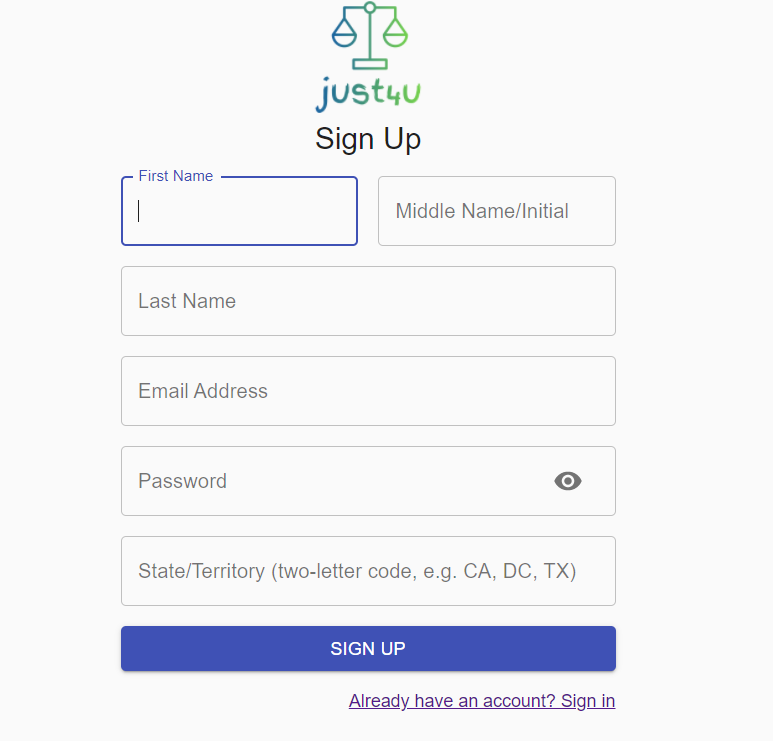 just4u
Sign Up
First Name
Middle Name/Initial
Last Name
Email Address
Password
State/Territory (two-letter code, e.g. CA, DC, TX)
SIGN UP
Already have an account? Sign in